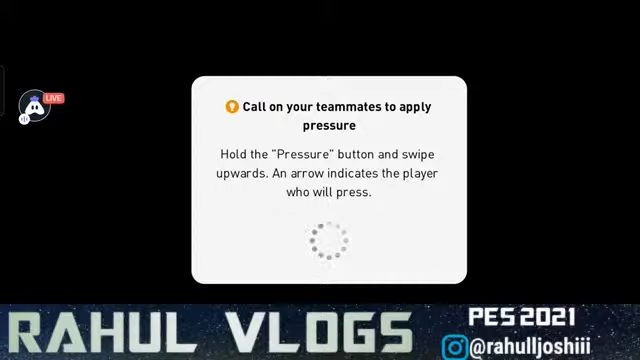 LIVE
Call on your teammates to apply
pressure
Hold the "Pressure" button and swipe
upwards. An arrow indicates the player
who will press.
RAHUL VLOGS
PES 2021
@rahulljoshiii